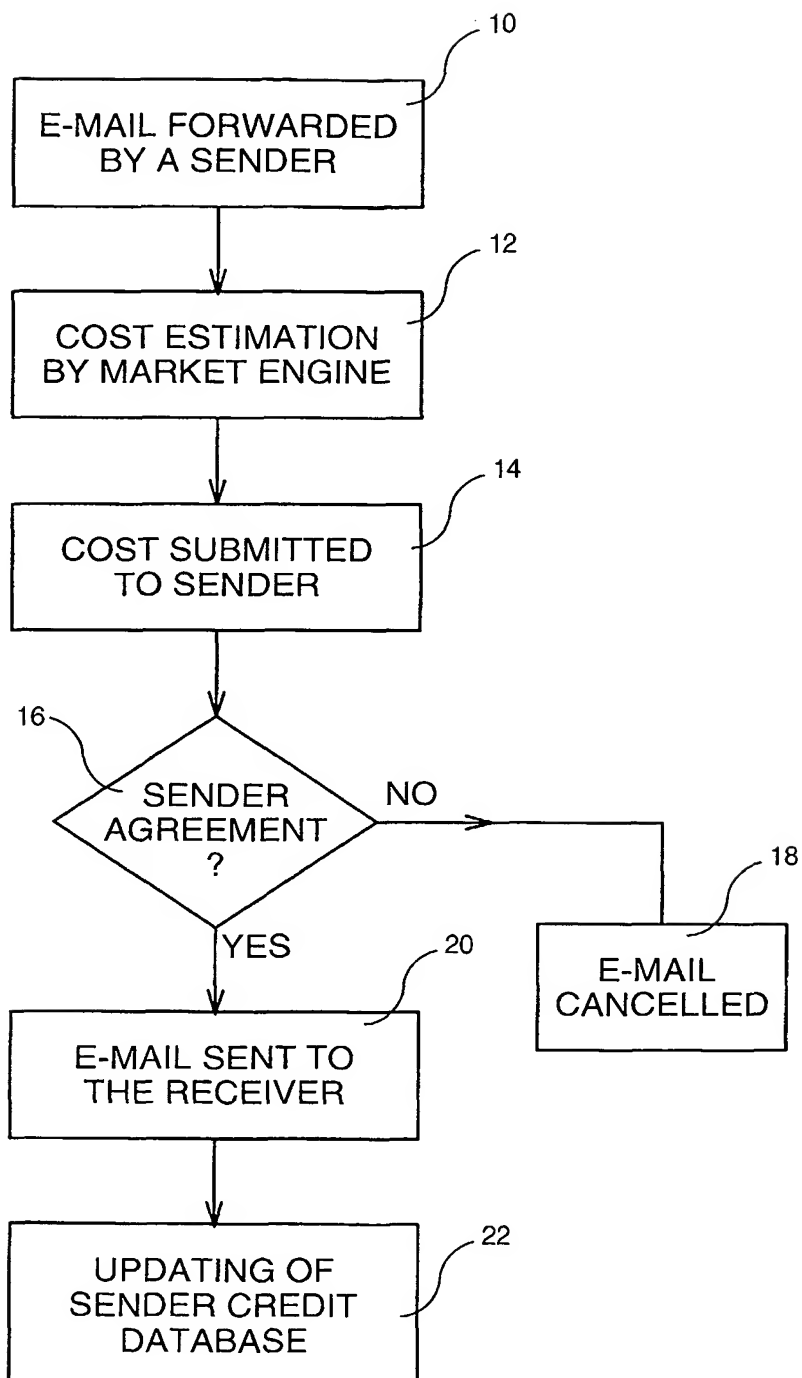 10
E-MAIL FORWARDED
BY A SENDER
12
COST ESTIMATION
BY MARKET ENGINE
14
COST SUBMITTED
TO SENDER
16
SENDER
AGREEMENT
?
NO
18
E-MAIL
CANCELLED
YES
20
E-MAIL SENT TO
THE RECEIVER
22
UPDATING OF
SENDER CREDIT
DATABASE